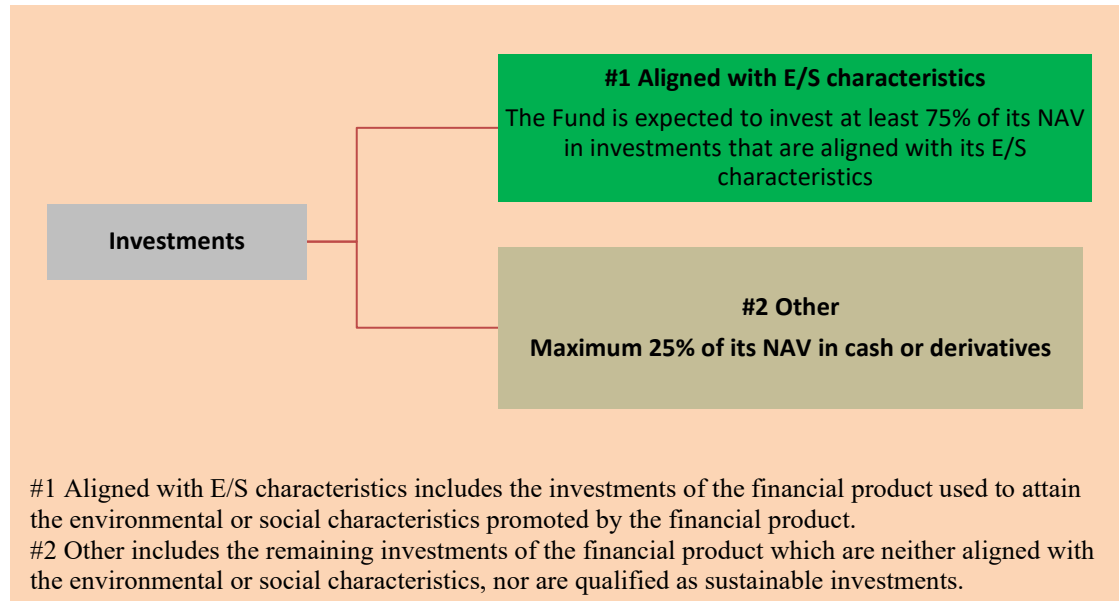 #1 Aligned with E/S characteristics
The Fund is expected to invest at least 75% of its NAV
in investments that are aligned with its E/S
characteristics
Investments
#2 Other
Maximum 25% of its NAV in cash or derivatives
#1 Aligned with E/S characteristics includes the investments of the financial product used to attain
the environmental or social characteristics promoted by the financial product.
#2 Other includes the remaining investments of the financial product which are neither aligned with
the environmental or social characteristics, nor are qualified as sustainable investments.